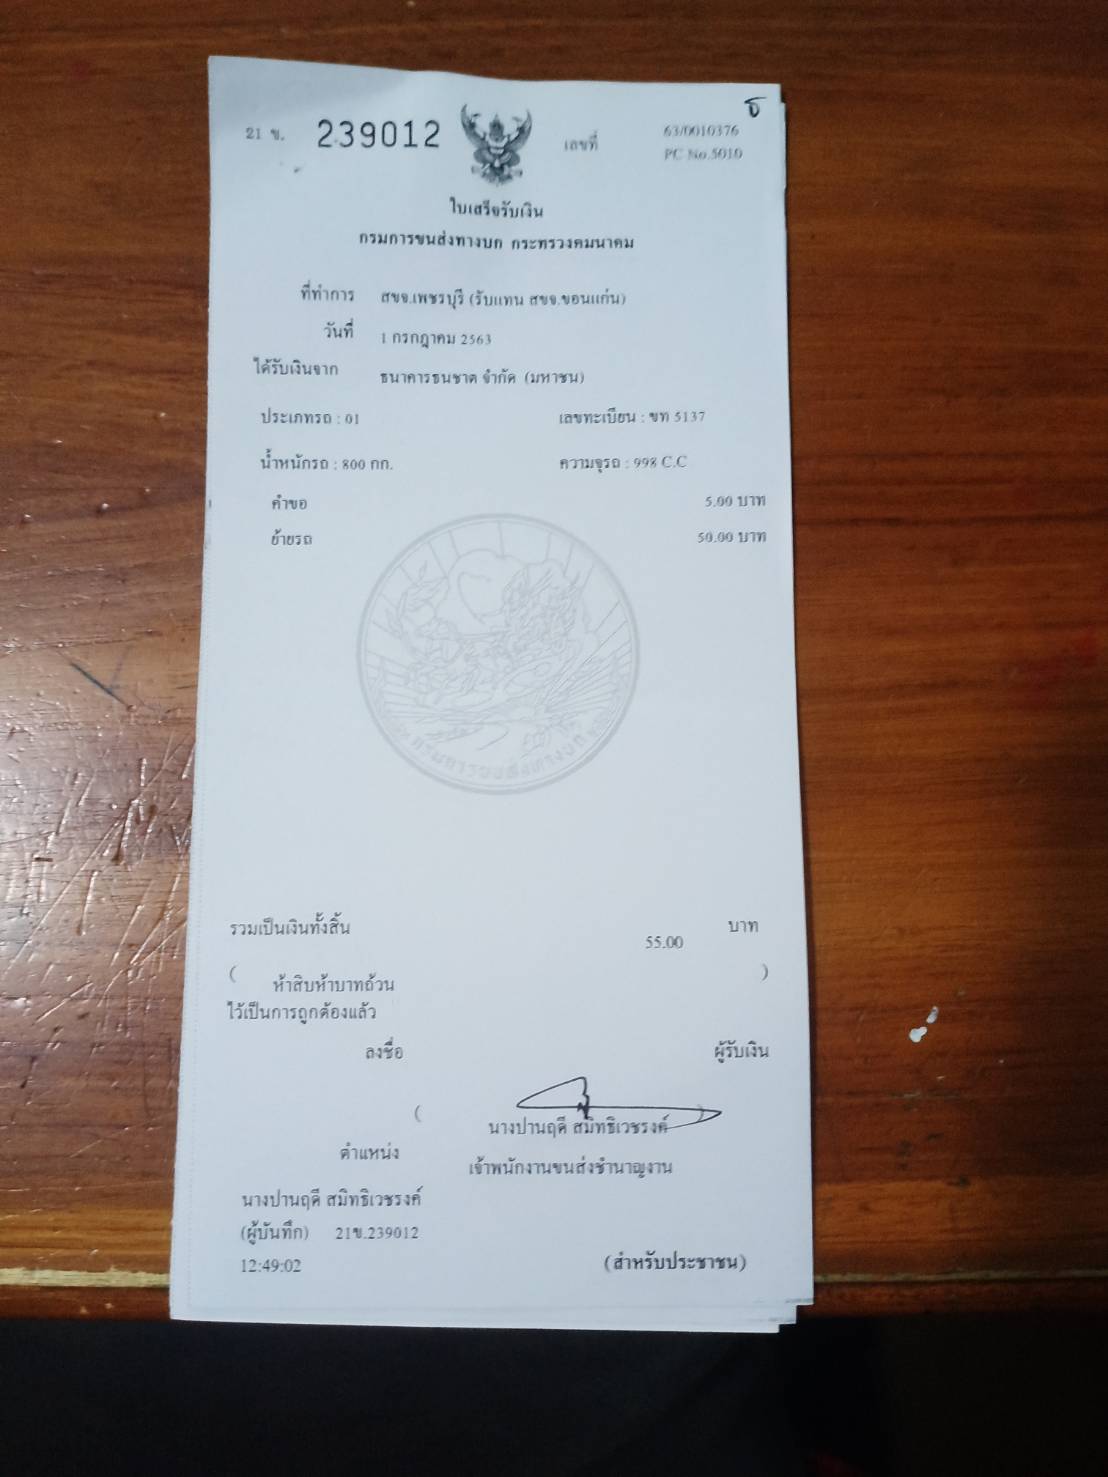 21 ข. 239012 เลขที่ 63/0010376
PC No.5010
ใบเสร็จรับเงิน
กรมการขนส่งทางบก กระทรวงคมนาคม
ที่ทำการ สขจ.เพชรบุรี (รับแทน สขจ.ขอนแก่น)
วันที่ 1 กรกฎาคม 2563
ได้รับเงินจาก ธนาคารธนชาต จำกัด (มหาชน)
ประเภทรถ : 01 เลขทะเบียน : ขท 5137
น้ำหนักรถ : 800 กก. ความจุรถ : 998 C.C
คำขอ 5.00 บาท
ย้ายรถ 50.00 บาท
กรมการขนส่งทางบก
รวมเป็นเงินทั้งสิ้น 55.00 บาท
( ห้าสิบห้าบาทถ้วน )
ไว้เป็นการถูกต้องแล้ว
ลงชื่อ ผู้รับเงิน
( นางปานฤดี สมิทธิเวชรงค์ )
ตำแหน่ง เจ้าพนักงานขนส่งชำนาญงาน
นางปานฤดี สมิทธิเวชรงค์
(ผู้บันทึก) 21ข.239012
12:49:02 (สำหรับประชาชน)